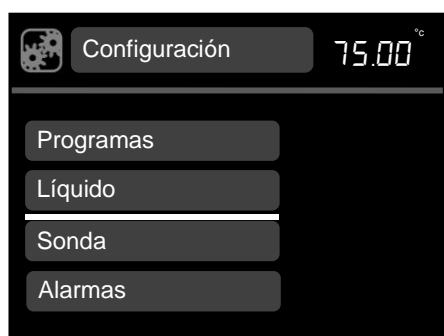 Configuración 75.00 °c
Programas
Líquido
Sonda
Alarmas